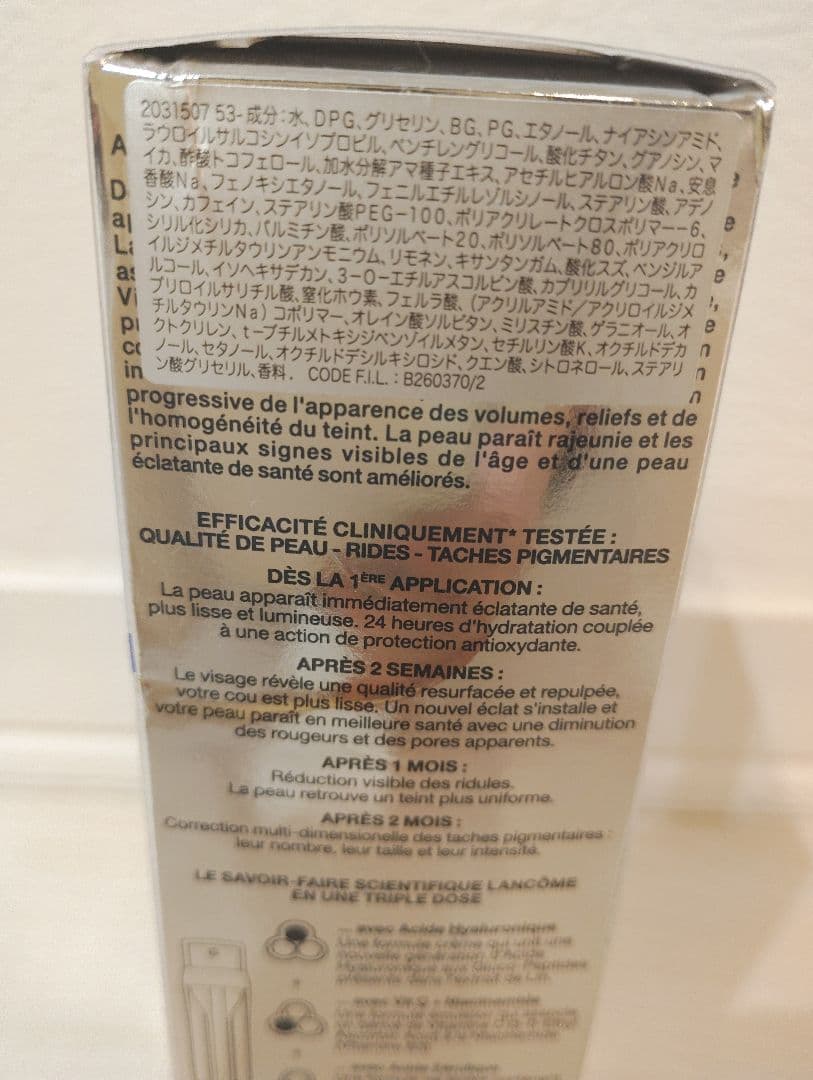 2031507 53-成分：水、DPG、グリセリン、BG、PG、エタノール、ナイアシンアミド、
ラウロイルサルコシンイソプロピル、ペンチレングリコール、酸化チタン、グアノシン、マ
イカ、酢酸トコフェロール、加水分解アマ種子エキス、アセチルヒアルロン酸Na、安息
香酸Na、フェノキシエタノール、フェニルエチルレゾルシノール、ステアリン酸、アデノ
シン、カフェイン、ステアリン酸PEG-100、ポリアクリレートクロスポリマー-6、
シリル化シリカ、パルミチン酸、ポリソルベート20、ポリソルベート80、ポリアクリロ
イルジメチルタウリンアンモニウム、リモネン、キサンタンガム、酸化スズ、ベンジルア
ルコール、イソヘキサデカン、3-O-エチルアスコルビン酸、カプリリルグリコール、カ
プリロイルサリチル酸、窒化ホウ素、フェルラ酸、(アクリルアミド/アクリロイルジメ
チルタウリンNa)コポリマー、オレイン酸ソルビタン、ミリスチン酸、ゲラニオール、オ
クトクリレン、t-ブチルメトキシジベンゾイルメタン、セチルリン酸K、オクチルドデカ
ノール、セタノール、オクチルドデシルキシロシド、クエン酸、シトロネロール、ステアリ
ン酸グリセリル、香料. CODE F.I.L. : B260370/2
progressive de l'apparence des volumes, reliefs et de
l'homogénéité du teint. La peau paraît rajeunie et les
principaux signes visibles de l'âge et d'une peau
éclatante de santé sont améliorés.
EFFICACITÉ CLINIQUEMENT* TESTÉE :
QUALITÉ DE PEAU - RIDES - TACHES PIGMENTAIRES
DÈS LA 1ÈRE APPLICATION :
La peau apparaît immédiatement éclatante de santé,
plus lisse et lumineuse. 24 heures d'hydratation couplée
à une action de protection antioxydante.
APRÈS 2 SEMAINES :
Le visage révèle une qualité resurfacée et repulpée,
votre cou est plus lisse. Un nouvel éclat s'installe et
votre peau paraît en meilleure santé avec une diminution
des rougeurs et des pores apparents.
APRÈS 1 MOIS :
Réduction visible des ridules.
La peau retrouve un teint plus uniforme.
APRÈS 2 MOIS :
Correction multi-dimensionelle des taches pigmentaires :
leur nombre, leur taille et leur intensité.
LE SAVOIR-FAIRE SCIENTIFIQUE LANCÔME
EN UNE TRIPLE DOSE
... avec Acide Hyaluronique